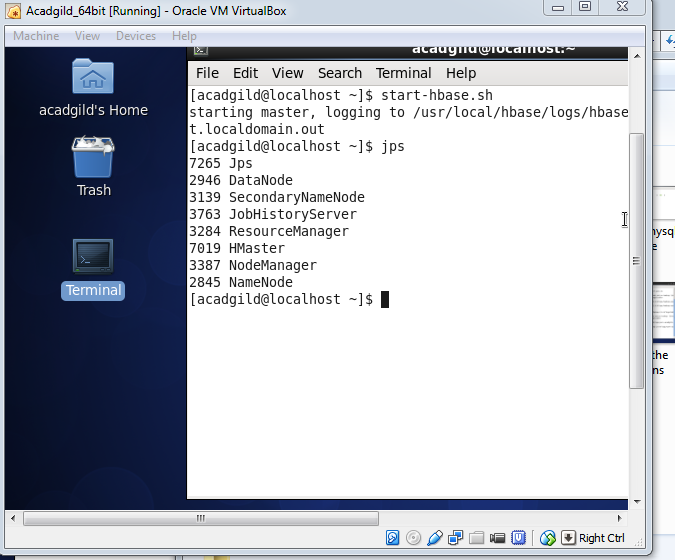 Acadgild_64bit [Running] - Oracle VM VirtualBox
Machine View Devices Help
acadgild@localhost:~
File Edit View Search Terminal Help
acadgild's Home
Trash
Terminal
[acadgild@localhost ~]$ start-hbase.sh
starting master, logging to /usr/local/hbase/logs/hbase
t.localdomain.out
[acadgild@localhost ~]$ jps
7265 Jps
2946 DataNode
3139 SecondaryNameNode
3763 JobHistoryServer
3284 ResourceManager
7019 HMaster
3387 NodeManager
2845 NameNode
[acadgild@localhost ~]$
Right Ctrl